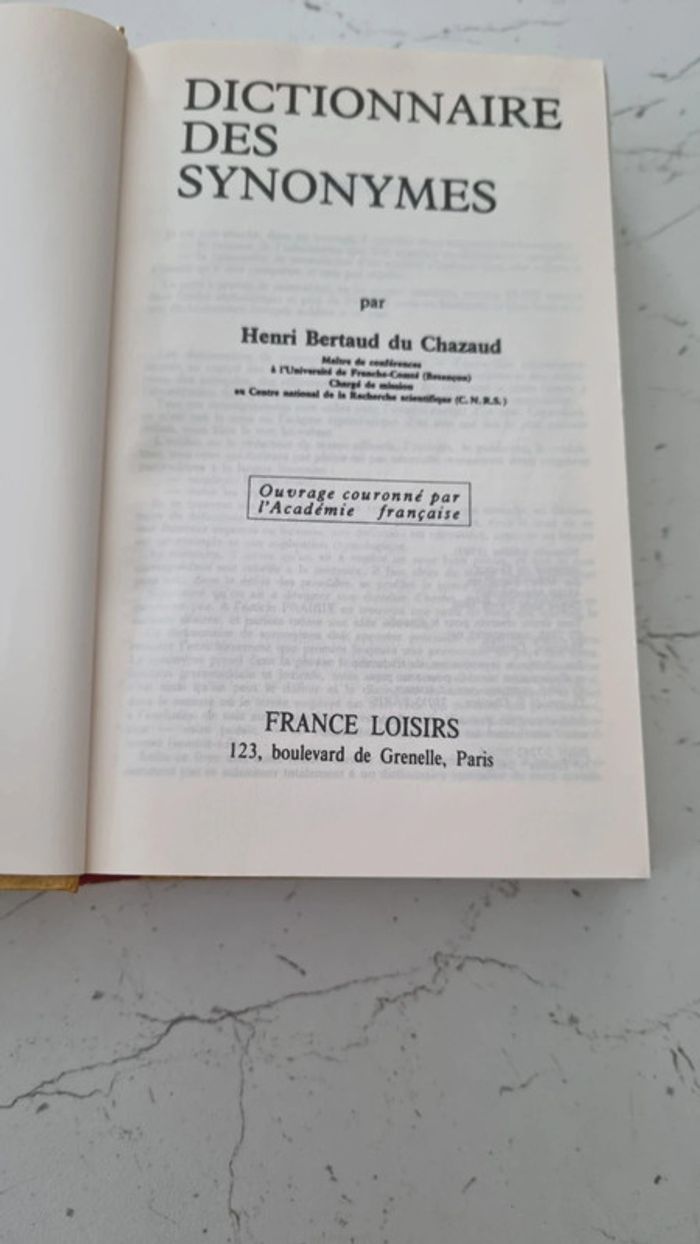 DICTIONNAIRE
DES
SYNONYMES
par
Henri Bertaud du Chazaud
Maître de conférences
à l'Université de Franche-Comté (Besançon)
Chargé de mission
au Centre national de la Recherche scientifique (C.N.R.S.)
Ouvrage couronné par
l'Académie française
FRANCE LOISIRS
123, boulevard de Grenelle, Paris